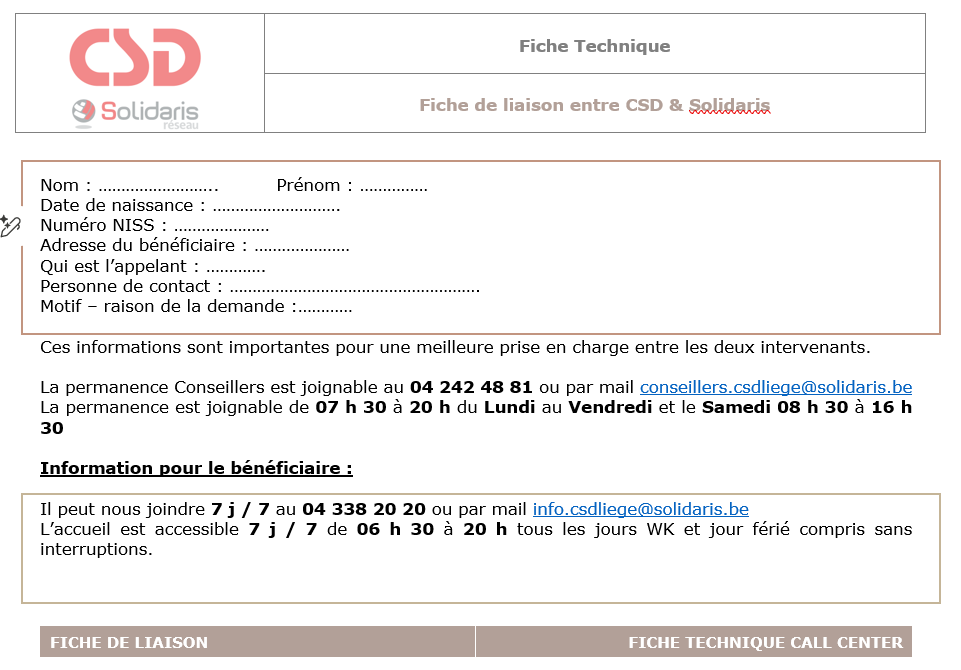 CSD
Solidaris
réseau
Fiche Technique
Fiche de liaison entre CSD & Solidaris
Nom : …………………….. Prénom : ……………
Date de naissance : ……………………….
Numéro NISS : …………………
Adresse du bénéficiaire : …………………
Qui est l’appelant : ………….
Personne de contact : ……………………………………………….
Motif – raison de la demande :…………
Ces informations sont importantes pour une meilleure prise en charge entre les deux intervenants.
La permanence Conseillers est joignable au 04 242 48 81 ou par mail conseillers.csdliege@solidaris.be
La permanence est joignable de 07 h 30 à 20 h du Lundi au Vendredi et le Samedi 08 h 30 à 16 h
30
Information pour le bénéficiaire :
Il peut nous joindre 7 j / 7 au 04 338 20 20 ou par mail info.csdliege@solidaris.be
L’accueil est accessible 7 j / 7 de 06 h 30 à 20 h tous les jours WK et jour férié compris sans
interruptions.
FICHE DE LIAISON FICHE TECHNIQUE CALL CENTER